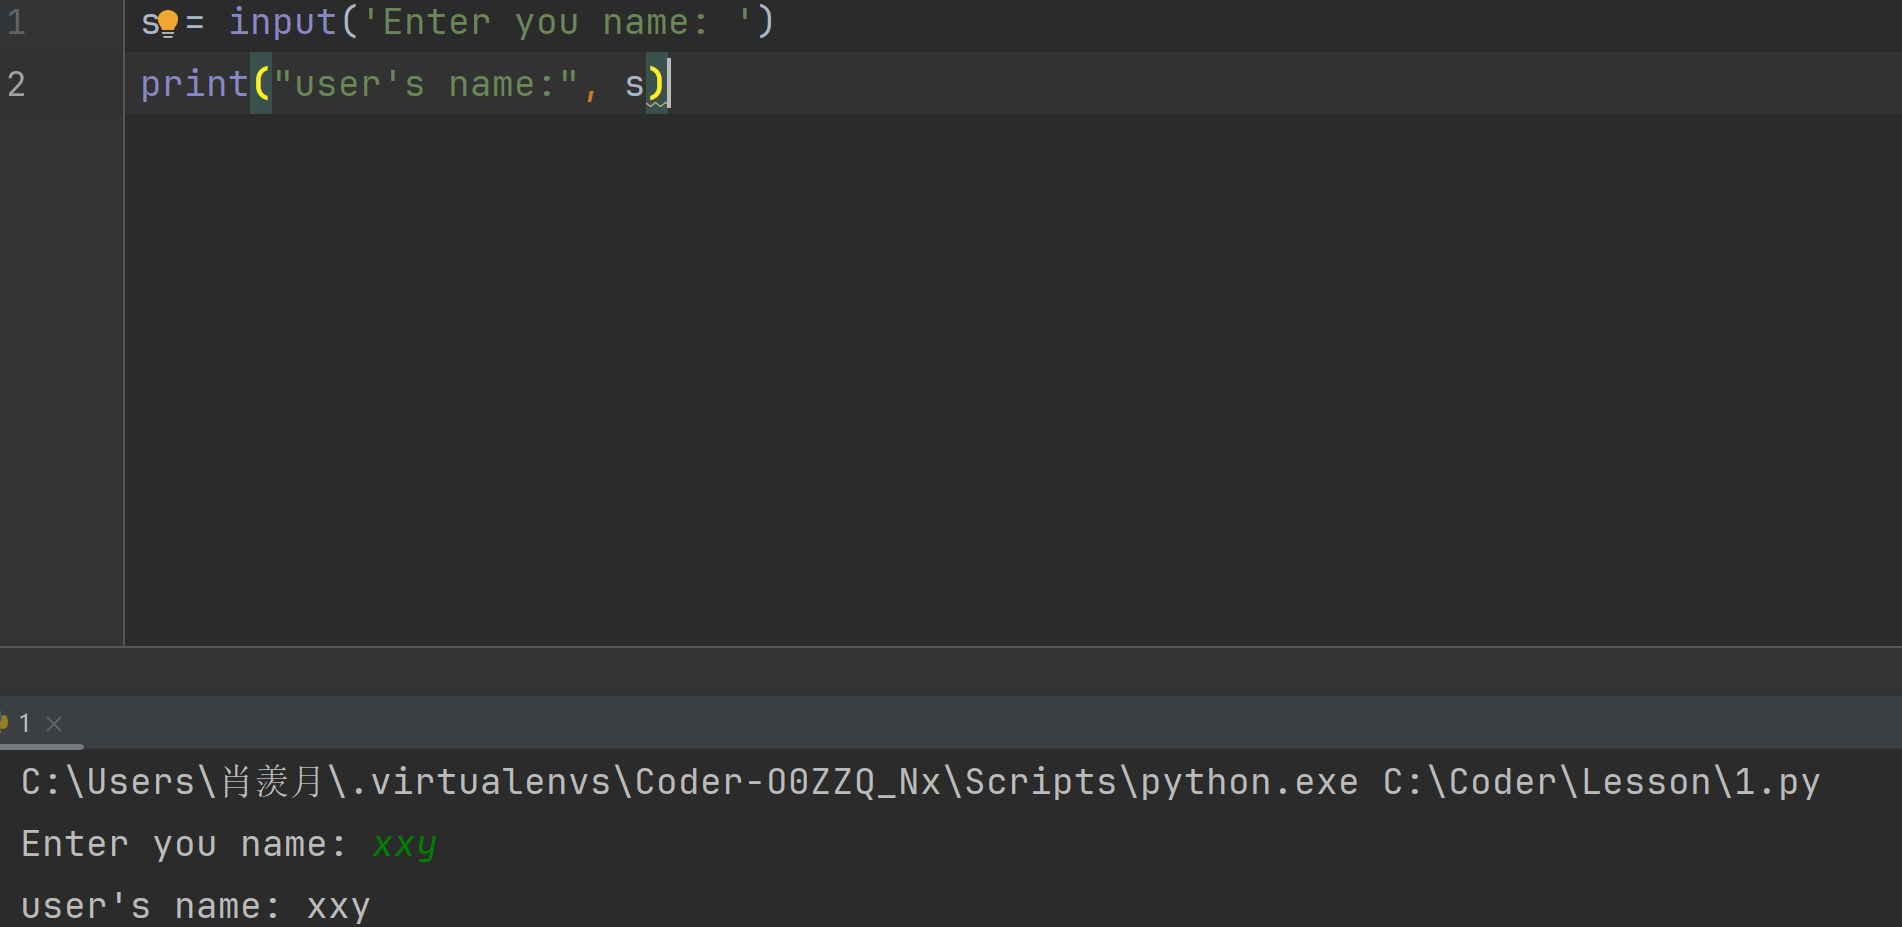 1 s = input('Enter you name: ')
2 print("user's name:", s)
1
C:\Users\肖羡月\.virtualenvs\Coder-O0ZZQ_Nx\Scripts\python.exe C:\Coder\Lesson\1.py
Enter you name: xxy
user's name: xxy